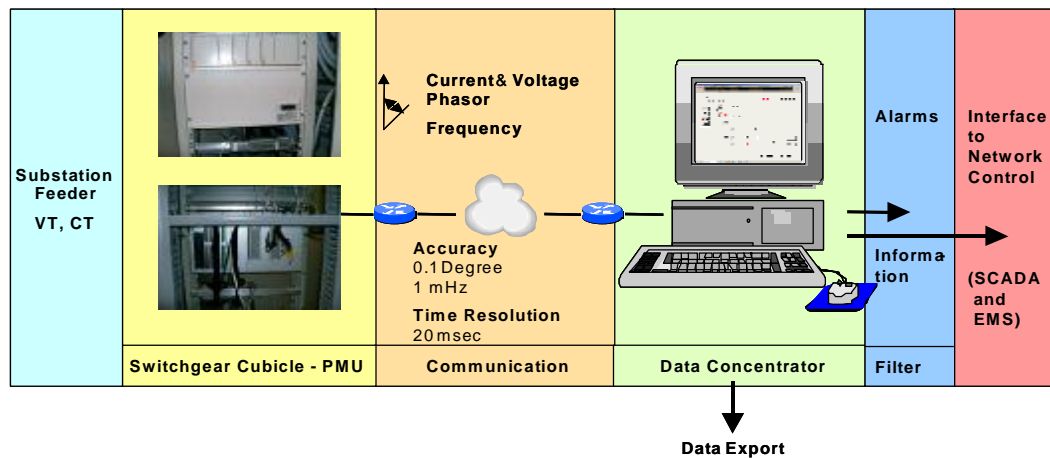 Substation
Feeder
VT, CT
Switchgear Cubicle - PMU
Current& Voltage
Phasor
Frequency
Accuracy
0.1Degree
1 mHz
Time Resolution
20msec
Communication
Data Concentrator
Alarms
Informa-
tion
Filter
Interface
to
Network
Control
(SCADA
and
EMS)
Data Export